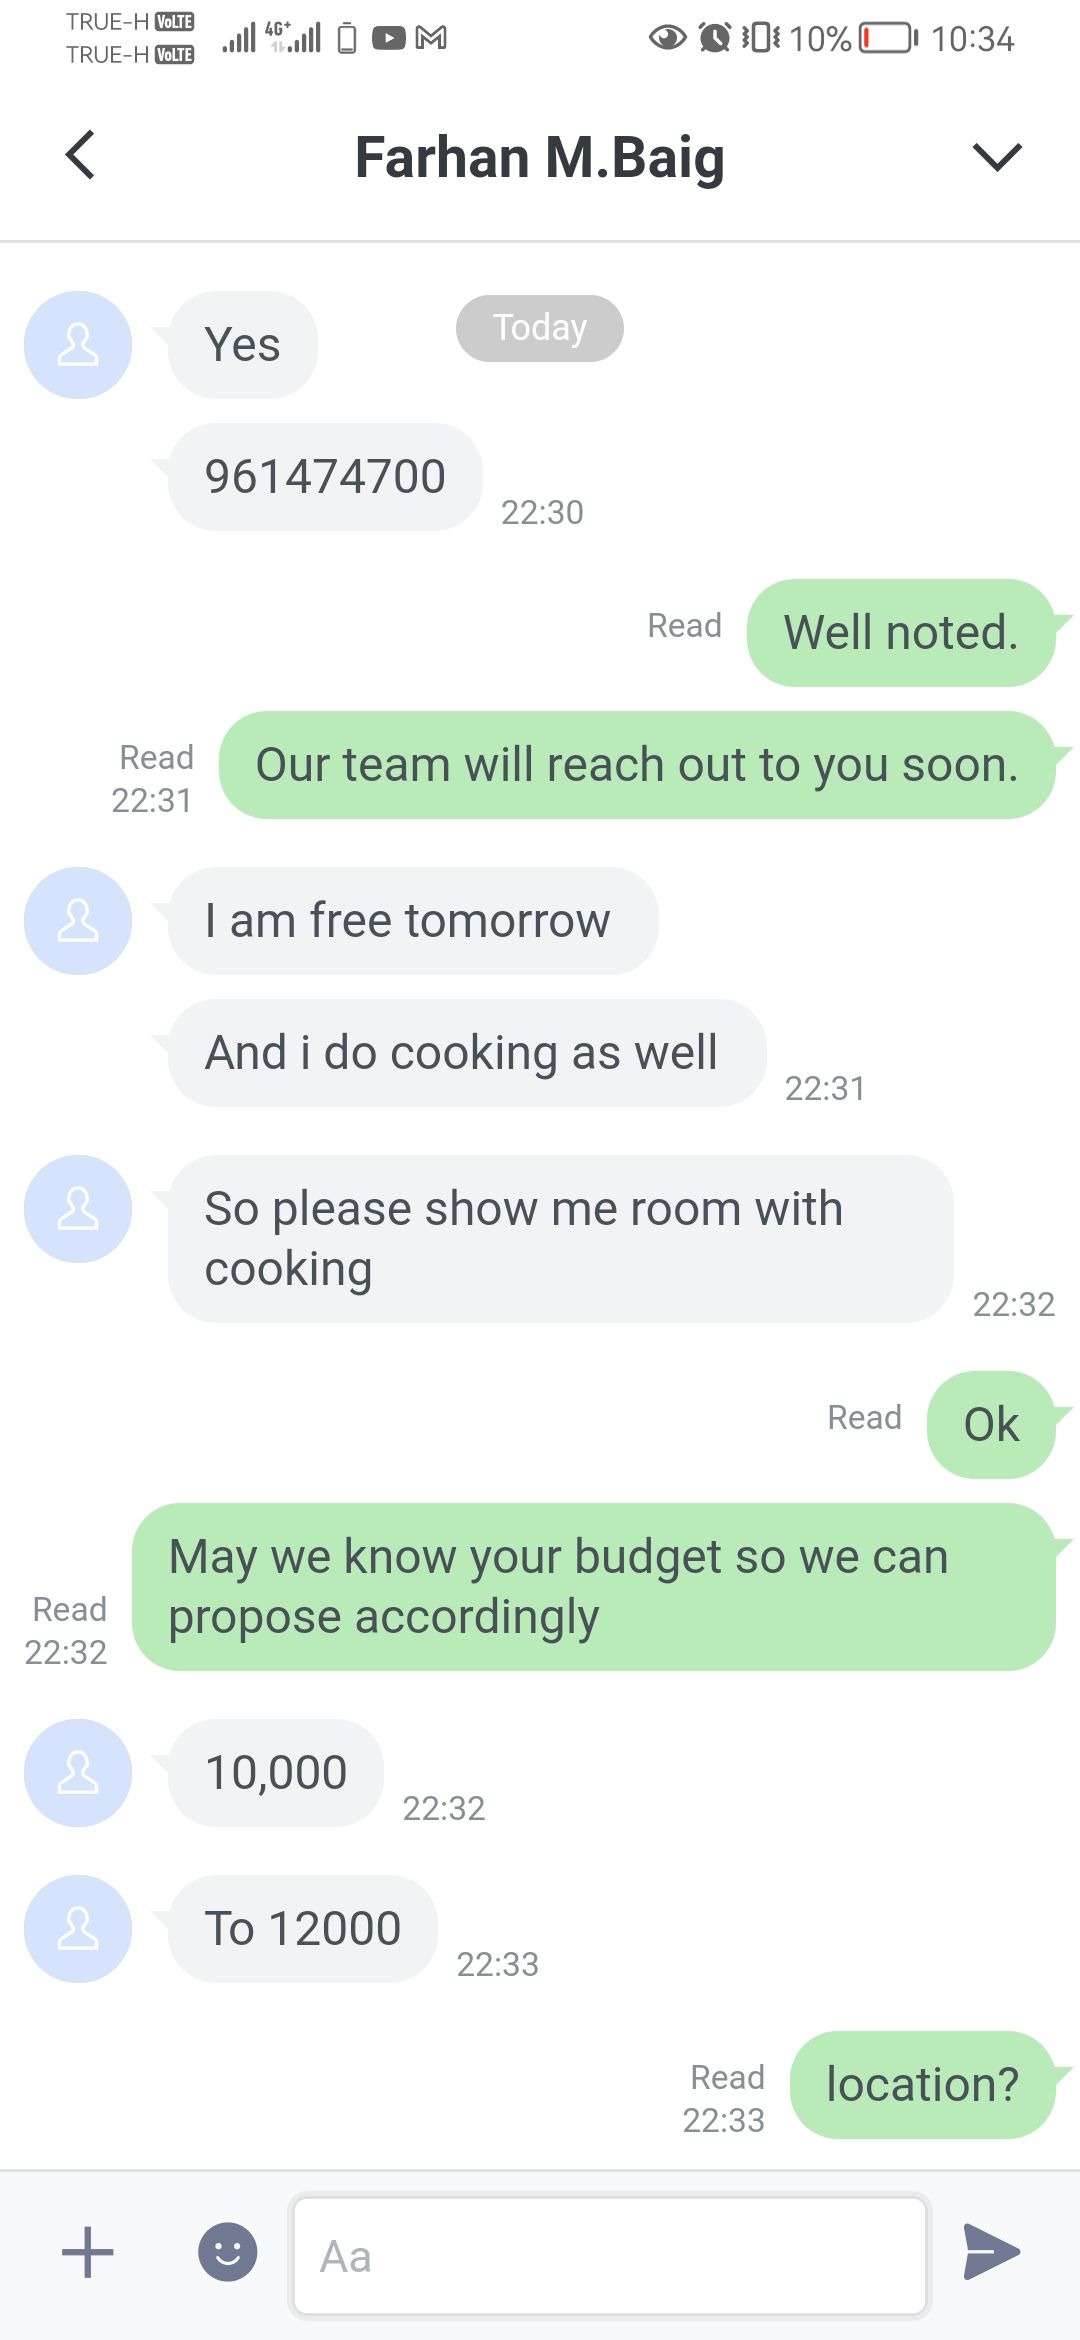 TRUE-H VoLTE
TRUE-H VoLTE
4G+
10%
10:34
Farhan M.Baig
Today
Yes
961474700
22:30
Read
Well noted.
Read
22:31
Our team will reach out to you soon.
I am free tomorrow
And i do cooking as well
22:31
So please show me room with
cooking
22:32
Read
Ok
May we know your budget so we can
propose accordingly
Read
22:32
10,000
22:32
To 12000
22:33
Read
22:33
location?
Aa